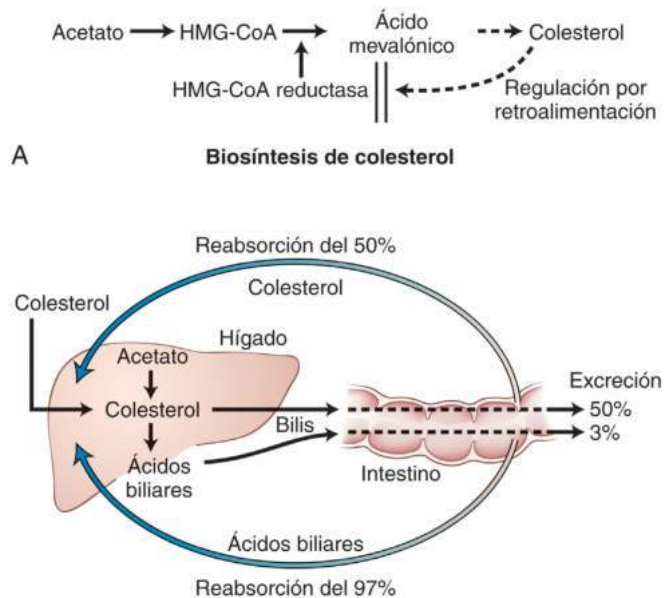 Acetato HMG-CoA Ácido mevalónico Colesterol
HMG-CoA reductasa
Regulación por
retroalimentación
A
Biosíntesis de colesterol
Reabsorción del 50%
Colesterol
Colesterol
Hígado
Acetato
Colesterol
Bilis
Ácidos
biliares
Intestino
Excreción
50%
3%
Ácidos biliares
Reabsorción del 97%